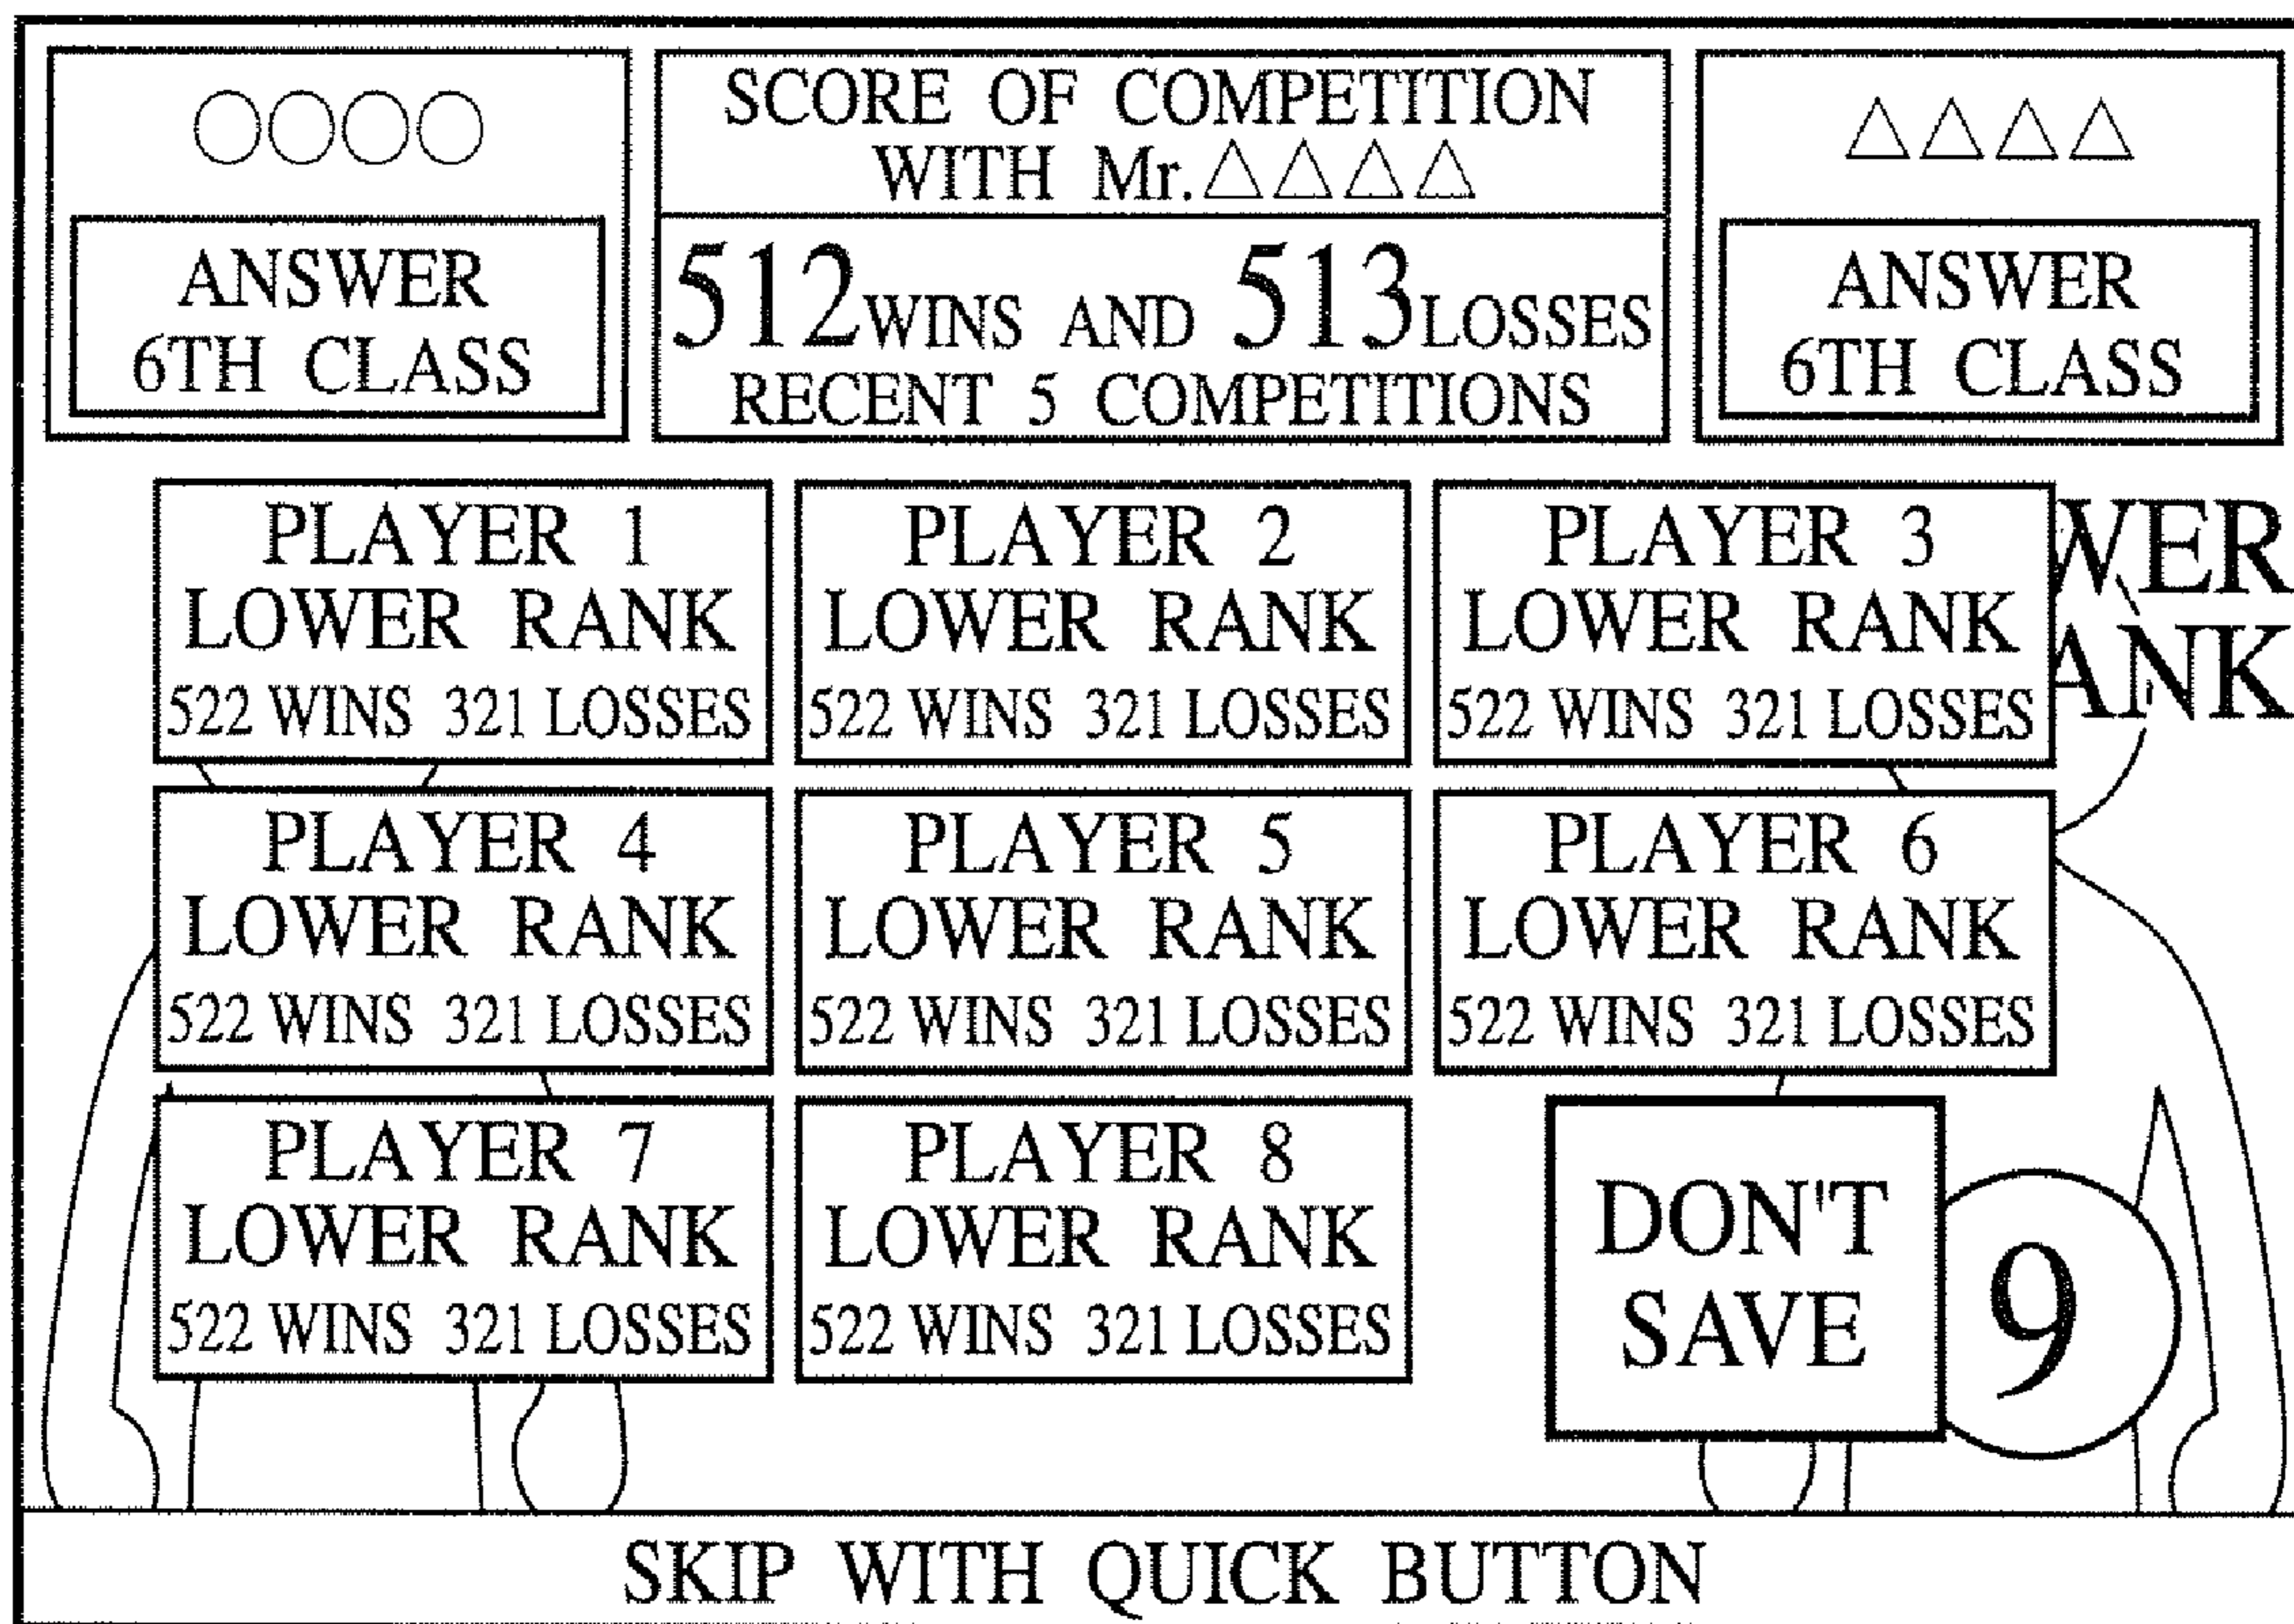 ○○○○
ANSWER
6TH CLASS
SCORE OF COMPETITION
WITH Mr.△△△△
512WINS AND 513LOSSES
RECENT 5 COMPETITIONS
△△△△
ANSWER
6TH CLASS
PLAYER 1
LOWER RANK
522 WINS 321 LOSSES
PLAYER 2
LOWER RANK
522 WINS 321 LOSSES
PLAYER 3
LOWER RANK
522 WINS 321 LOSSES
WER
ANK
PLAYER 4
LOWER RANK
522 WINS 321 LOSSES
PLAYER 5
LOWER RANK
522 WINS 321 LOSSES
PLAYER 6
LOWER RANK
522 WINS 321 LOSSES
PLAYER 7
LOWER RANK
522 WINS 321 LOSSES
PLAYER 8
LOWER RANK
522 WINS 321 LOSSES
DON'T
SAVE
9
SKIP WITH QUICK BUTTON